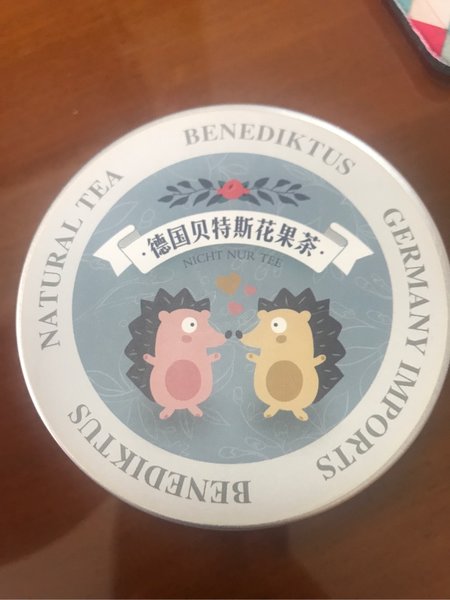 BENEDIKTUS
GERMANY IMPORTS
BENEDIKTUS
NATURAL TEA
·德国贝特斯花果茶·
NICHT NUR TEE